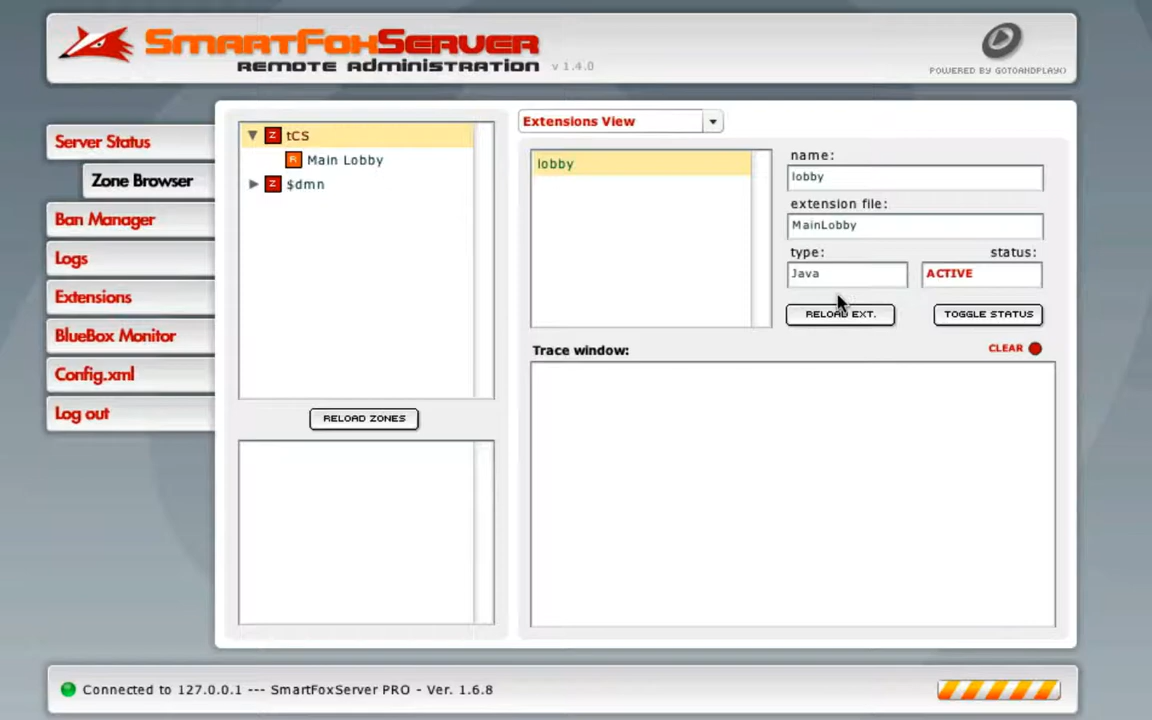 SmartFoxServer
Remote Administration v 1.4.0
POWERED BY GOTOANDPLAY()
Server Status
Zone Browser
Ban Manager
Logs
Extensions
BlueBox Monitor
Config.xml
Log out
Z tCS
R Main Lobby
Z $dmn
RELOAD ZONES
Extensions View
lobby
name:
lobby
extension file:
MainLobby
type:
status:
Java
ACTIVE
RELOAD EXT.
TOGGLE STATUS
Trace window:
CLEAR
Connected to 127.0.0.1 --- SmartFoxServer PRO - Ver. 1.6.8